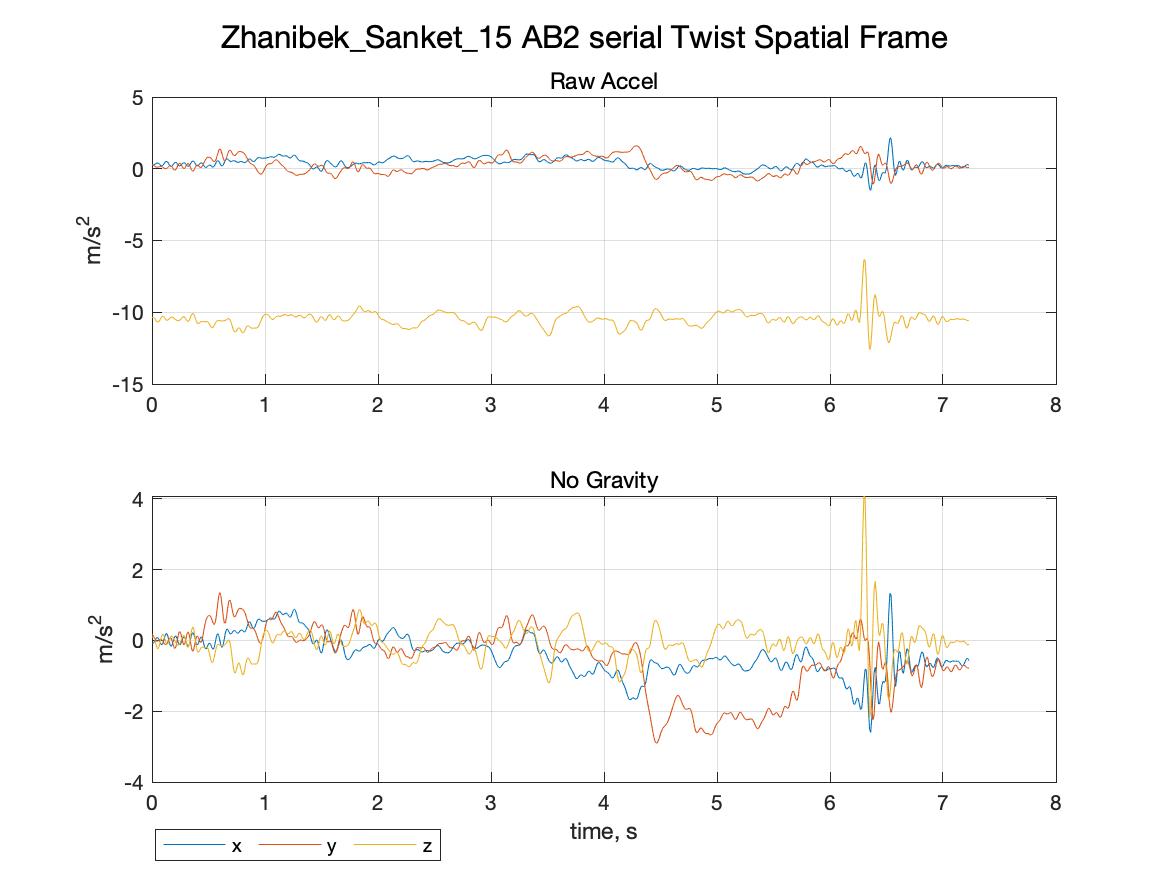 Zhanibek_Sanket_15 AB2 serial Twist Spatial Frame
Raw Accel
5
0
-5
-10
-15
m/s2
0 1 2 3 4 5 6 7 8
No Gravity
4
2
0
-2
-4
m/s2
0 1 2 3 4 5 6 7 8
time, s
x y z